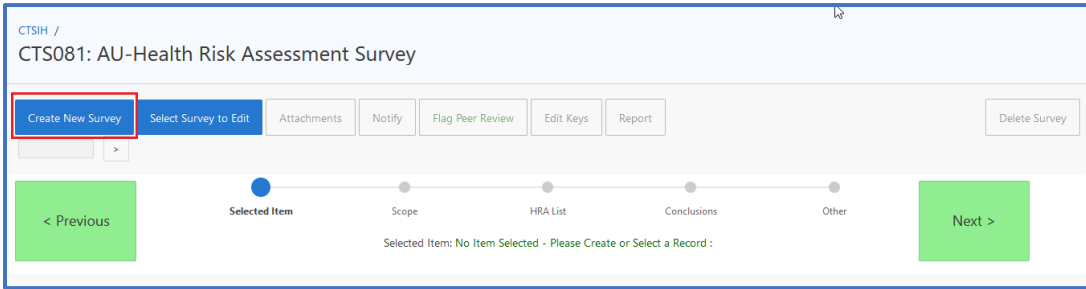 CTSIH /
CTS081: AU-Health Risk Assessment Survey
Create New Survey
Select Survey to Edit
Attachments
Notify
Flag Peer Review
Edit Keys
Report
Delete Survey
>
< Previous
Selected Item
Scope
HRA List
Conclusions
Other
Next >
Selected Item: No Item Selected - Please Create or Select a Record :